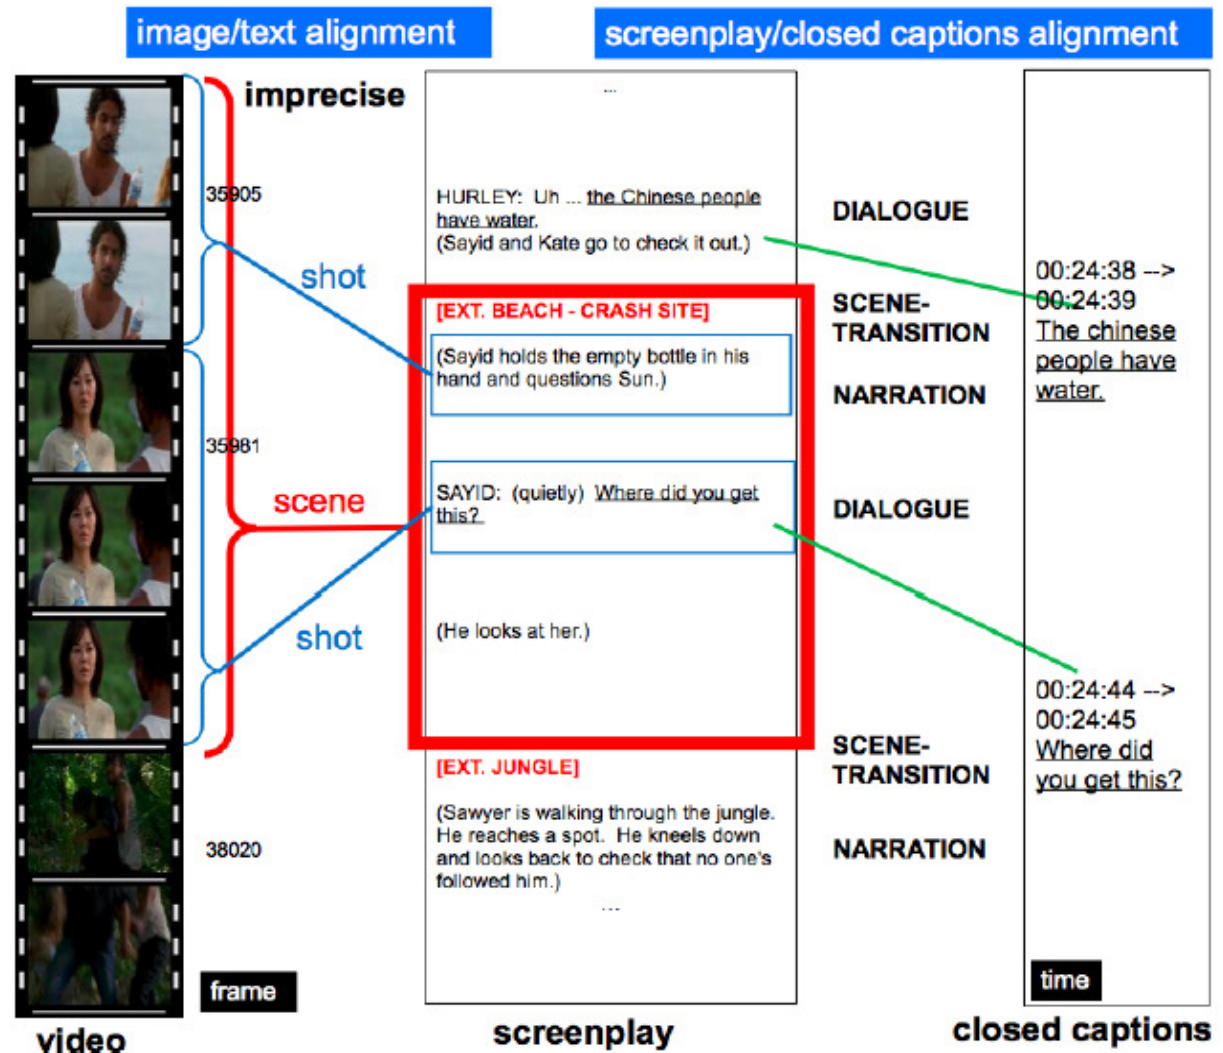 image/text alignment
screenplay/closed captions alignment
imprecise
35905
shot
35981
scene
shot
38020
frame
video
...
HURLEY: Uh ... the Chinese people
have water.
(Sayid and Kate go to check it out.)
[EXT. BEACH - CRASH SITE]
(Sayid holds the empty bottle in his
hand and questions Sun.)
SAYID: (quietly) Where did you get
this?
(He looks at her.)
[EXT. JUNGLE]
(Sawyer is walking through the jungle.
He reaches a spot. He kneels down
and looks back to check that no one's
followed him.)
...
screenplay
DIALOGUE
SCENE-
TRANSITION
NARRATION
DIALOGUE
SCENE-
TRANSITION
NARRATION
00:24:38 -->
00:24:39
The chinese
people have
water.
00:24:44 -->
00:24:45
Where did
you get this?
time
closed captions